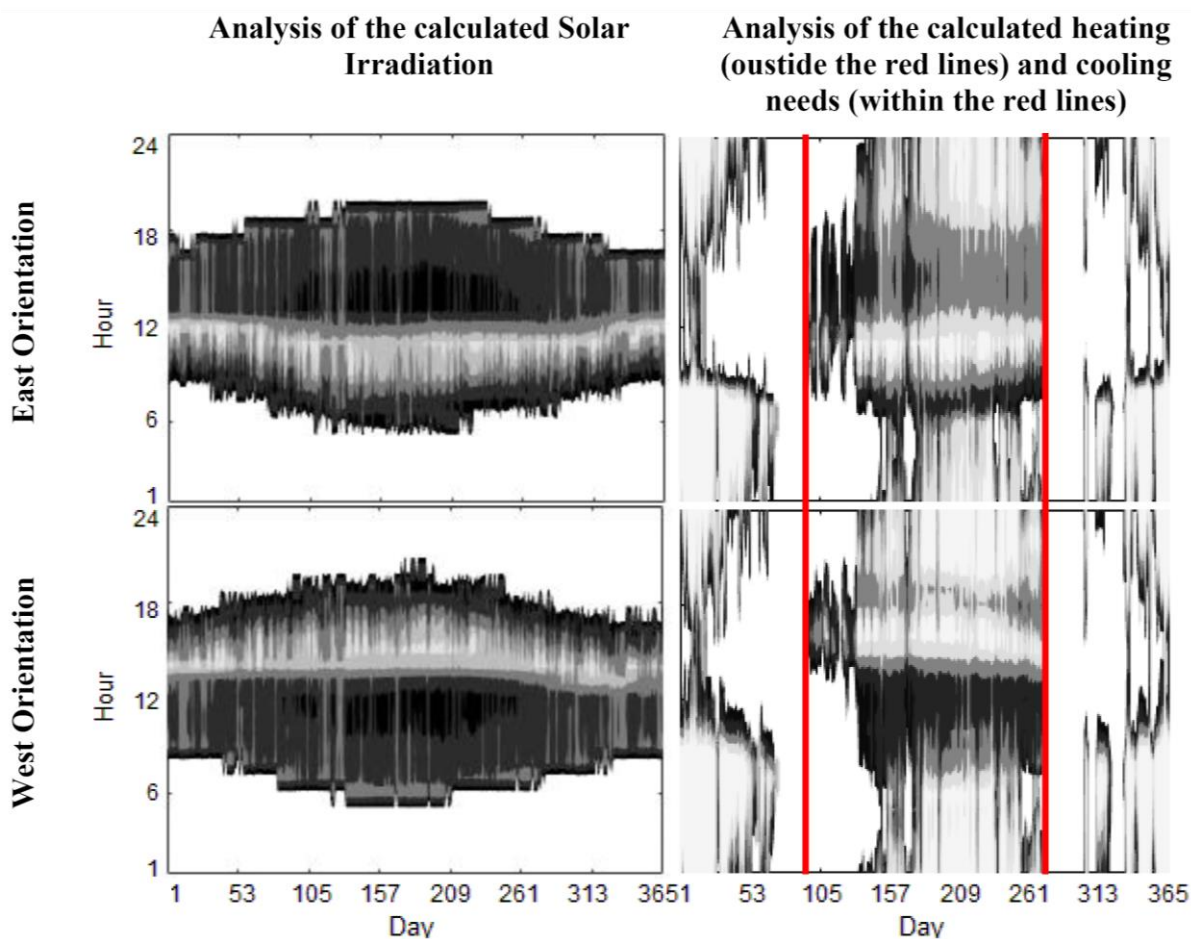 Analysis of the calculated Solar
Irradiation
Analysis of the calculated heating
(oustide the red lines) and cooling
needs (within the red lines)
East Orientation
Hour
24
18
12
6
1
West Orientation
Hour
24
18
12
6
1
1 53 105 157 209 261 313 365
Day
1 53 105 157 209 261 313 365
Day